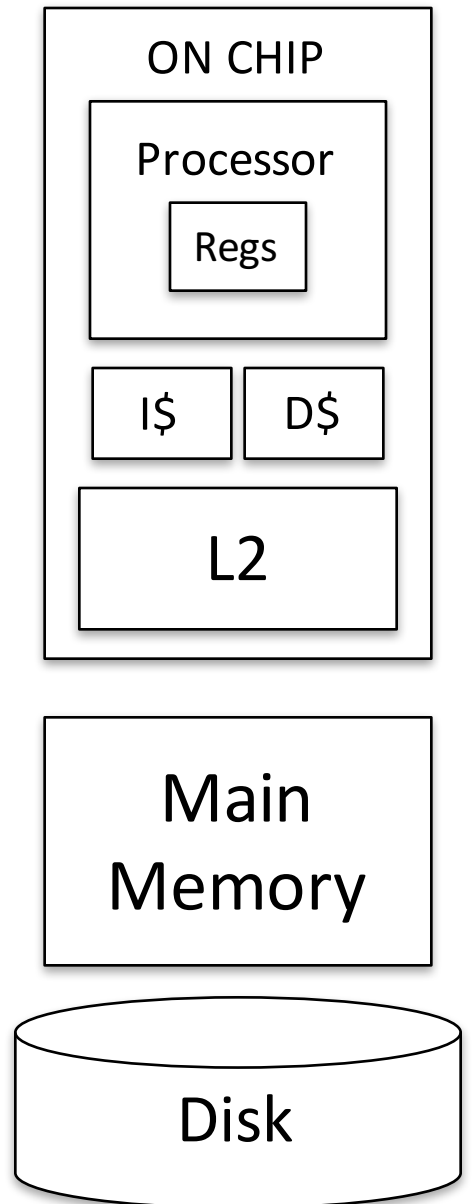 ON CHIP
Processor
Regs
I$
D$
L2
Main
Memory
Disk